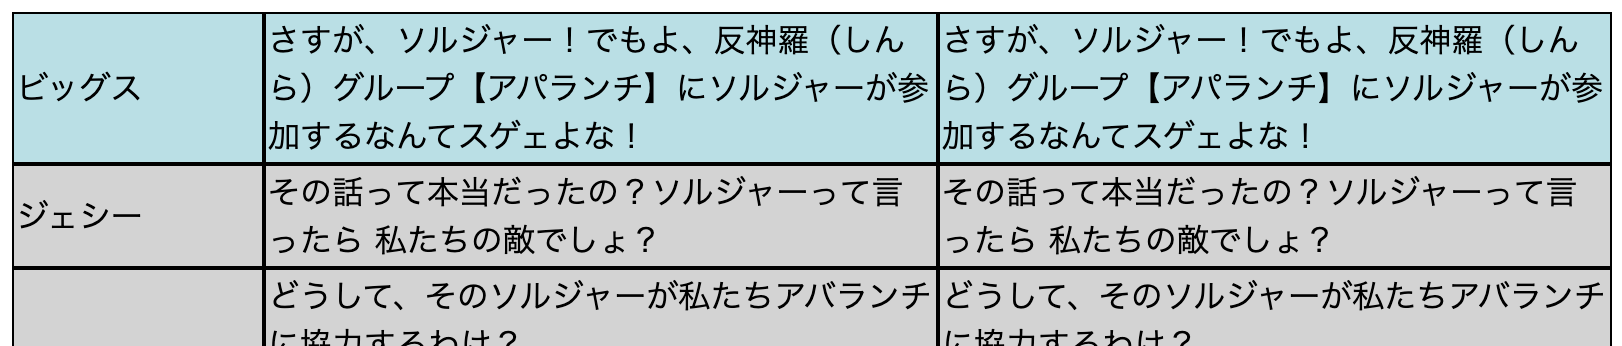 ビッグス
さすが、ソルジャー！でもよ、反神羅（しん
ら）グループ【アパランチ】にソルジャーが参
加するなんてスゲェよな！
さすが、ソルジャー！でもよ、反神羅（しん
ら）グループ【アパランチ】にソルジャーが参
加するなんてスゲェよな！
ジェシー
その話って本当だったの？ソルジャーって言
ったら 私たちの敵でしょ？
その話って本当だったの？ソルジャーって言
ったら 私たちの敵でしょ？
どうして、そのソルジャーが私たちアバランチ
に協力するわけ？
どうして、そのソルジャーが私たちアバランチ
に協力するわけ？